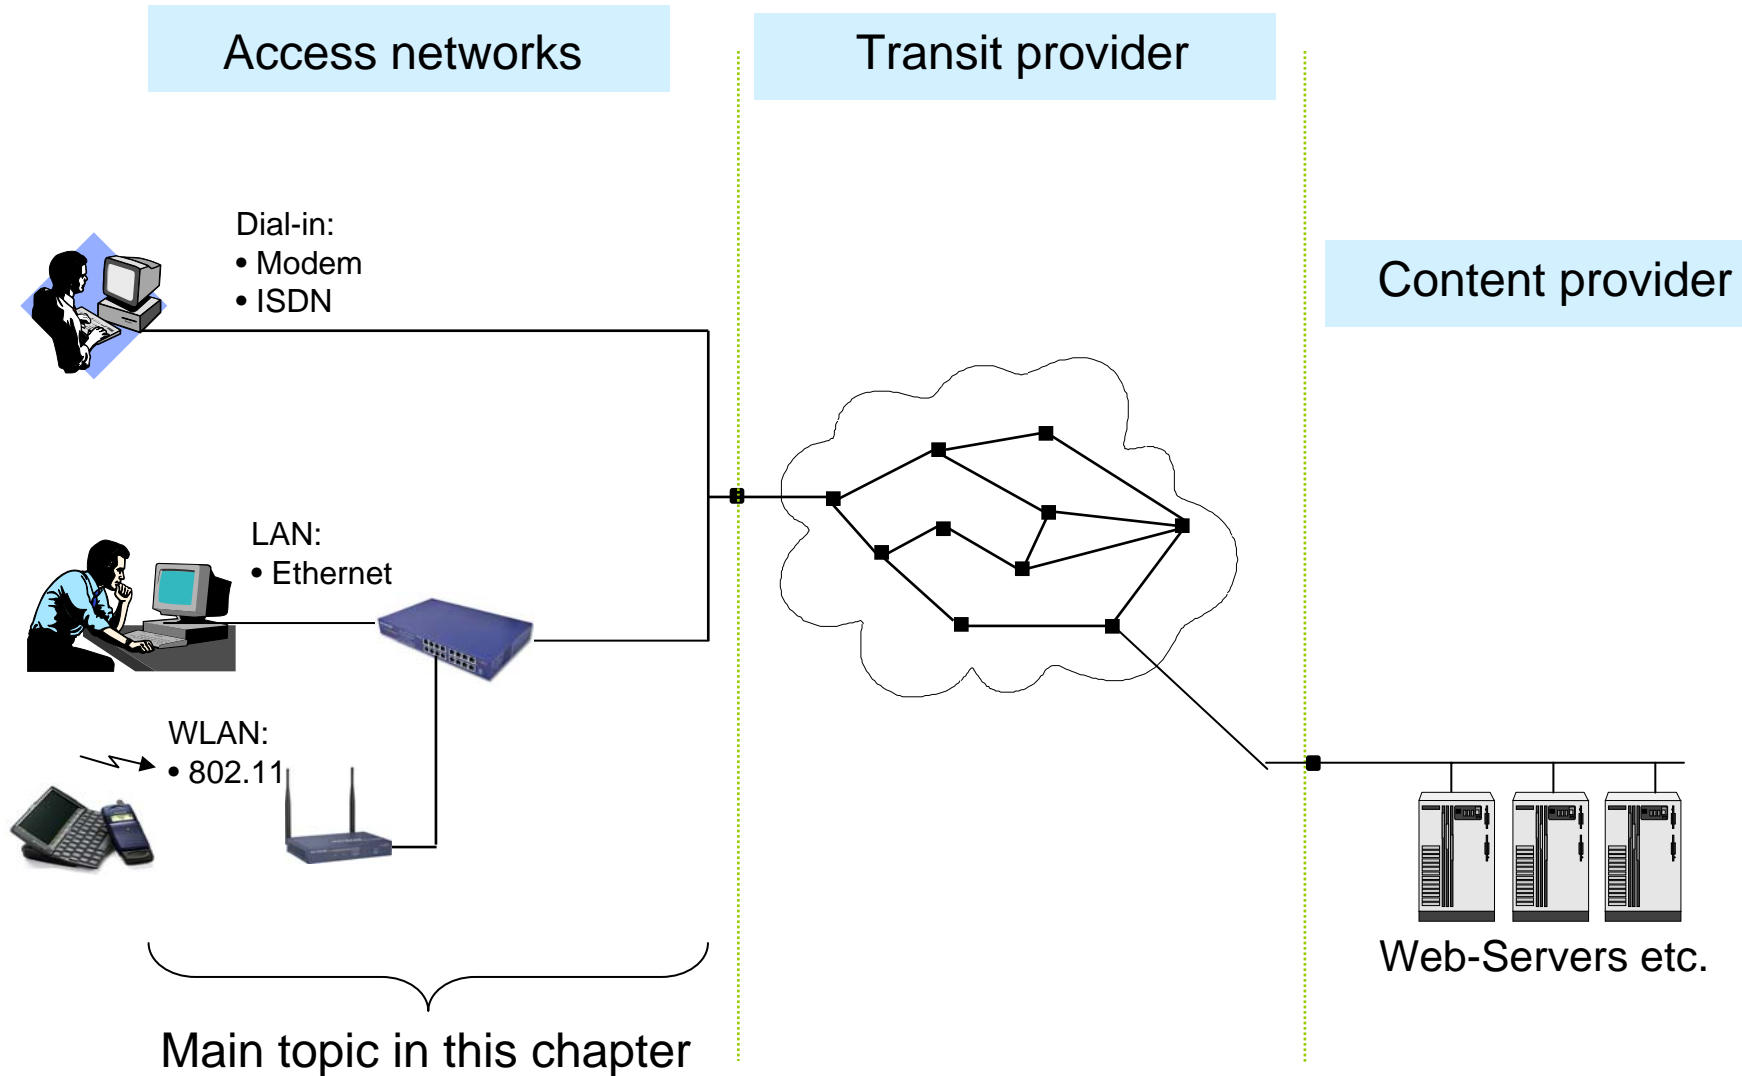 Access networks
Transit provider
Content provider
Dial-in:
• Modem
• ISDN
LAN:
• Ethernet
WLAN:
• 802.11
Web-Servers etc.
Main topic in this chapter